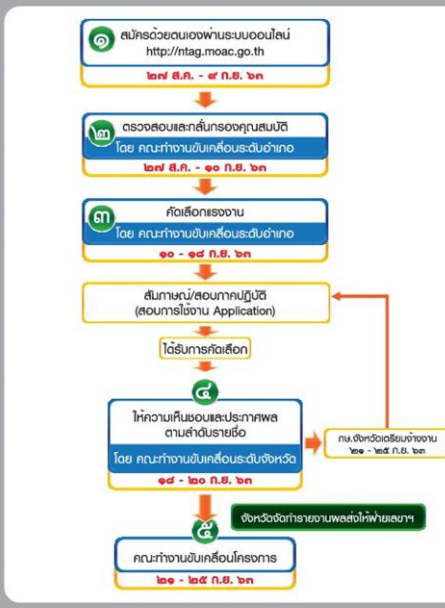 ๑
สมัครด้วยตนเองผ่านระบบออนไลน์
http://ntag.moac.go.th
๒๗ ส.ค. - ๙ ก.ย. ๖๓
๒
ตรวจสอบและกลั่นกรองคุณสมบัติ
โดย คณะทำงานขับเคลื่อนระดับอำเภอ
๒๗ ส.ค. - ๑๐ ก.ย. ๖๓
๓
คัดเลือกแรงงาน
โดย คณะทำงานขับเคลื่อนระดับอำเภอ
๑๐ - ๑๘ ก.ย. ๖๓
สัมภาษณ์/สอบภาคปฏิบัติ
(สอบการใช้งาน Application)
ได้รับการคัดเลือก
๔
ให้ความเห็นชอบและประกาศผล
ตามลำดับรายชื่อ
โดย คณะทำงานขับเคลื่อนระดับจังหวัด
๑๘ - ๒๐ ก.ย. ๖๓
กษ.จังหวัดเตรียมจ้างงาน
๒๑ - ๒๕ ก.ย. ๖๓
จังหวัดจัดทำรายงานผลส่งให้ฝ่ายเลขาฯ
๕
คณะทำงานขับเคลื่อนโครงการ
๒๑ - ๒๕ ก.ย. ๖๓